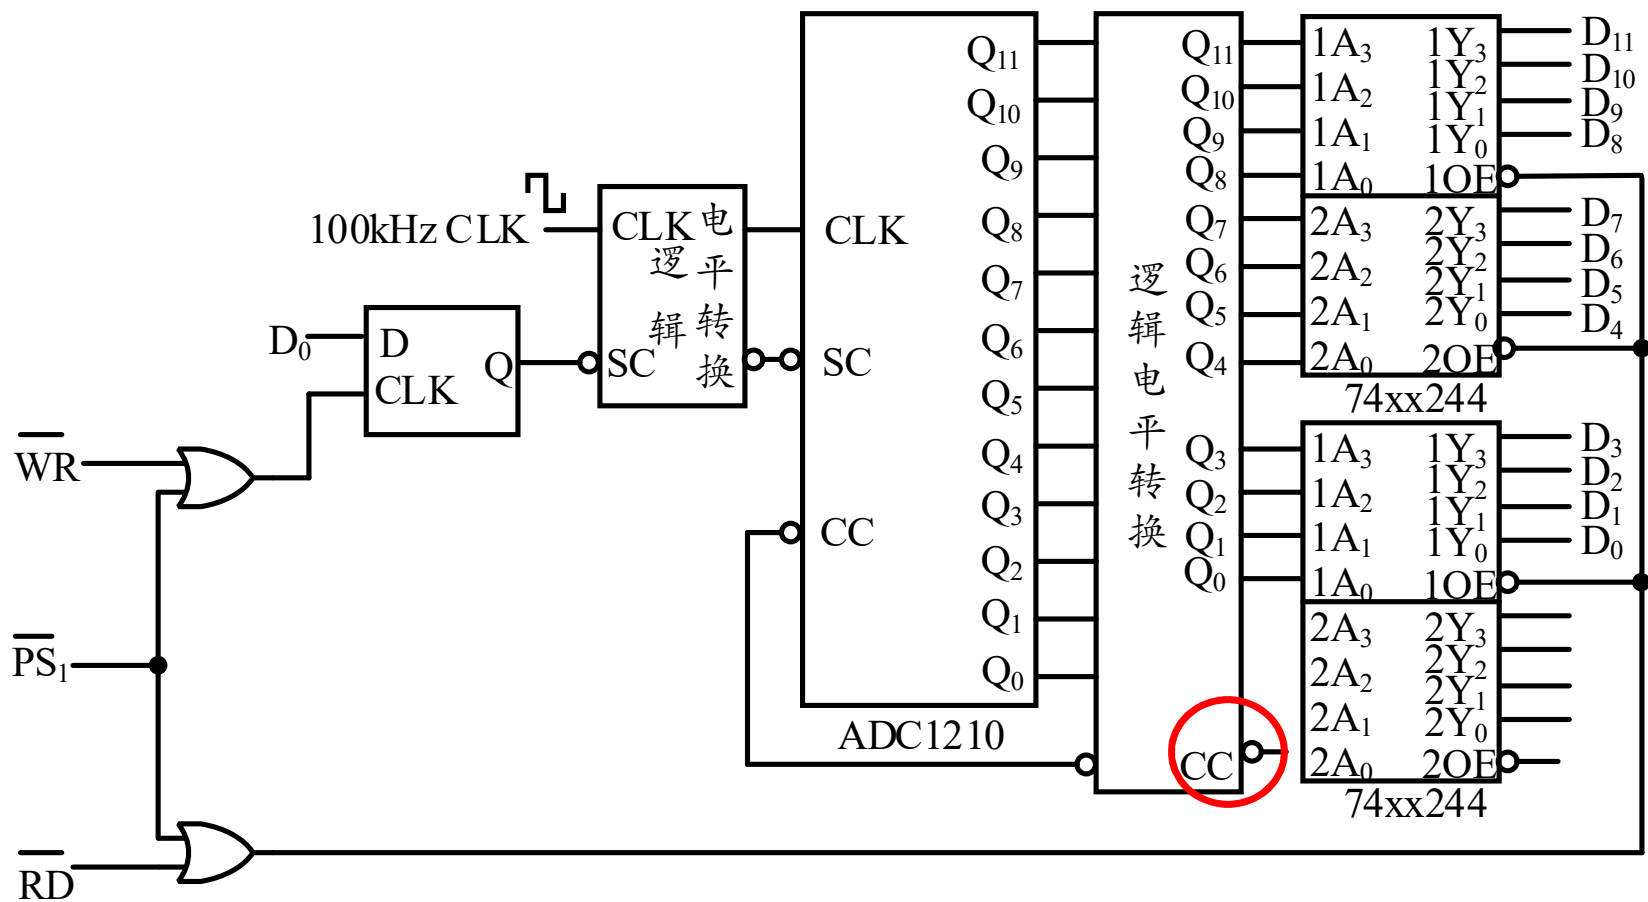 100kHz CLK
D₀
D
CLK
Q
CLK
SC
逻辑
电平转换
W̅R̅
P̅S̅₁
R̅D̅
CLK
SC
CC
Q₁₁
Q₁₀
Q₉
Q₈
Q₇
Q₆
Q₅
Q₄
Q₃
Q₂
Q₁
Q₀
ADC1210
逻辑电平转换
Q₁₁
Q₁₀
Q₉
Q₈
Q₇
Q₆
Q₅
Q₄
Q₃
Q₂
Q₁
Q₀
CC
1A₃ 1Y₃ D₁₁
1A₂ 1Y₂ D₁₀
1A₁ 1Y₁ D₉
1A₀ 1Y₀ D₈
1OE
2A₃ 2Y₃ D₇
2A₂ 2Y₂ D₆
2A₁ 2Y₁ D₅
2A₀ 2Y₀ D₄
2OE
74xx244
1A₃ 1Y₃ D₃
1A₂ 1Y₂ D₂
1A₁ 1Y₁ D₁
1A₀ 1Y₀ D₀
1OE
2A₃ 2Y₃
2A₂ 2Y₂
2A₁ 2Y₁
2A₀ 2Y₀
2OE
74xx244